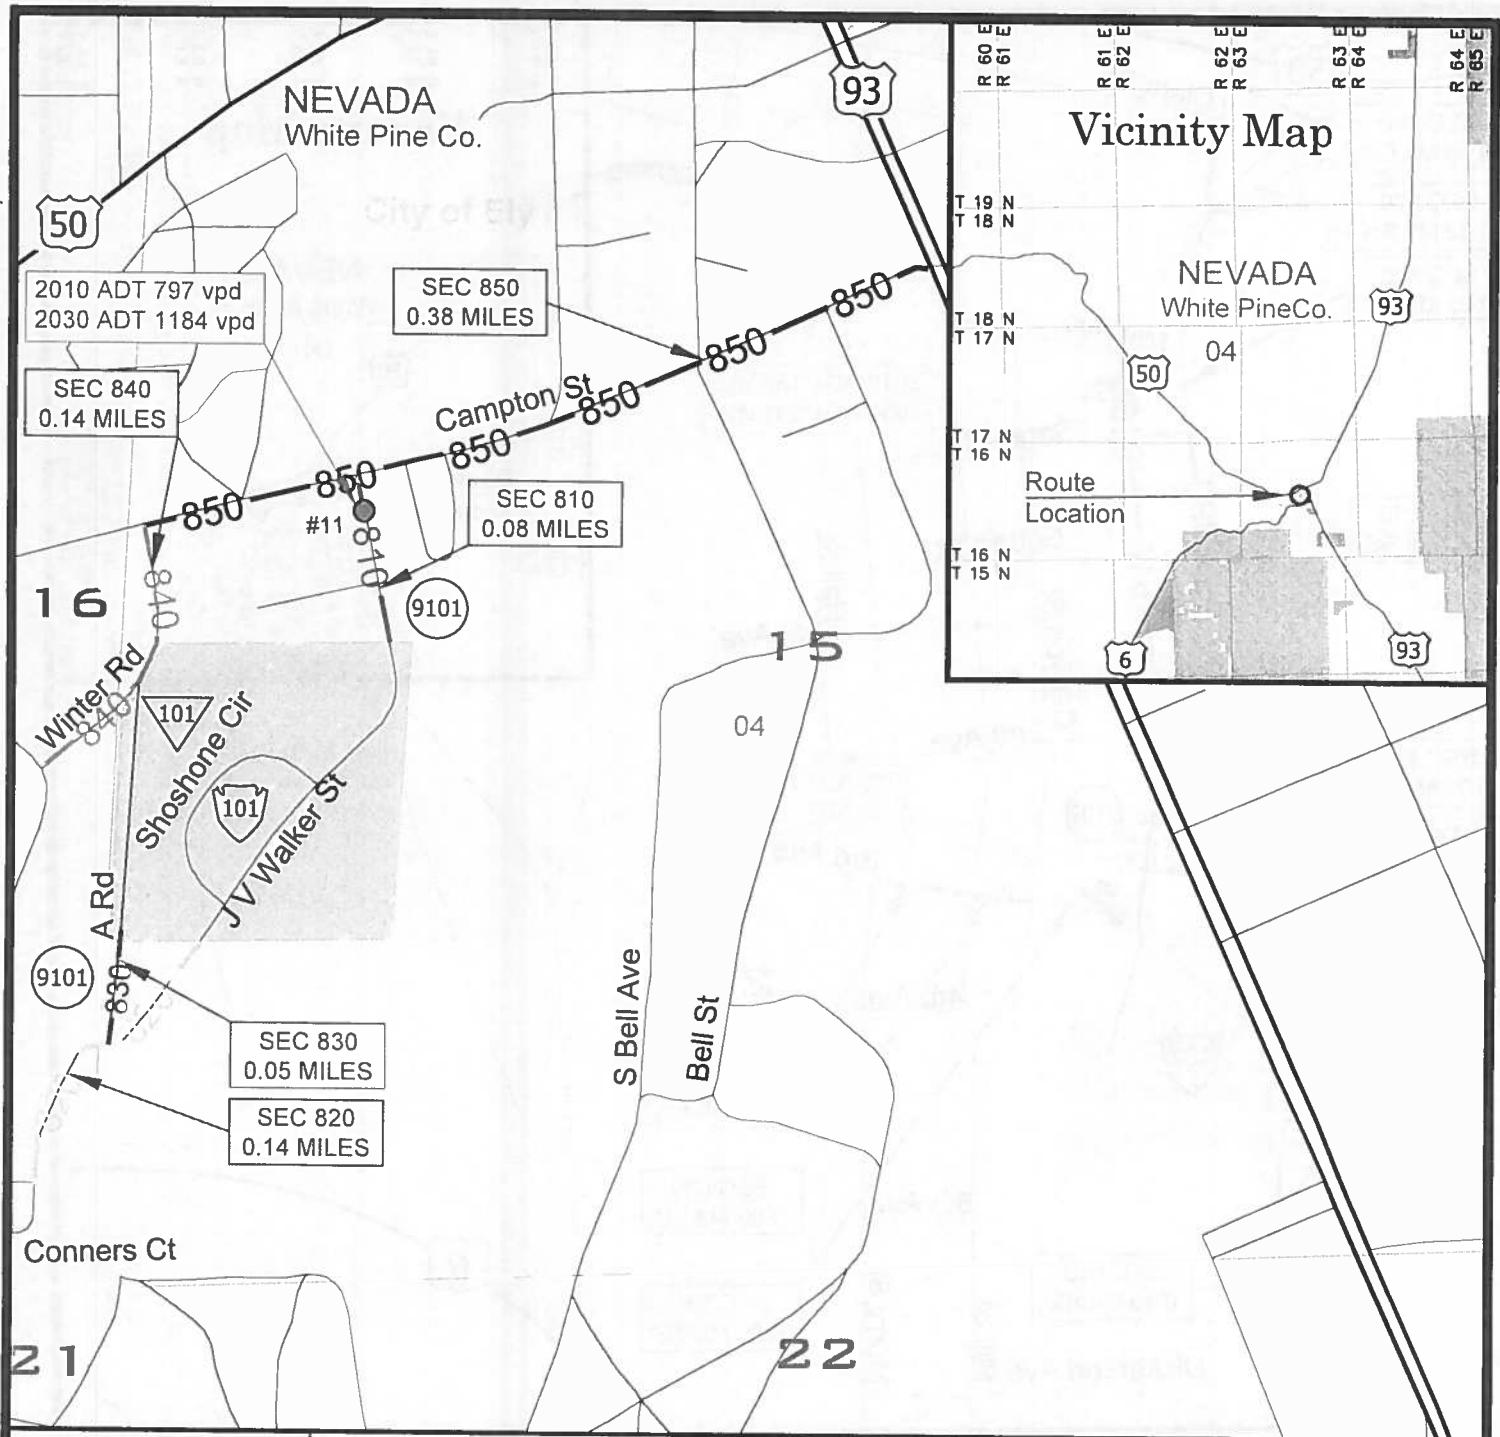 NEVADA
White Pine Co.
93
50
City of Ely
2010 ADT 797 vpd
2030 ADT 1184 vpd
SEC 850
0.38 MILES
SEC 840
0.14 MILES
850
850
850
Campton St
850
850
850
#11
810
SEC 810
0.08 MILES
9101
16
840
15
Winter Rd
840
101
Shoshone Cir
101
J V Walker St
04
A Rd
9101
830
820
SEC 830
0.05 MILES
820
SEC 820
0.14 MILES
S Bell Ave
Bell St
Conners Ct
21
22
R 60 E
R 61 E
R 61 E
R 62 E
R 62 E
R 63 E
R 63 E
R 64 E
R 64 E
R 65 E
Vicinity Map
T 19 N
T 18 N
NEVADA
White PineCo.
93
T 18 N
T 17 N
04
50
T 17 N
T 16 N
Route
Location
T 16 N
T 15 N
6
93